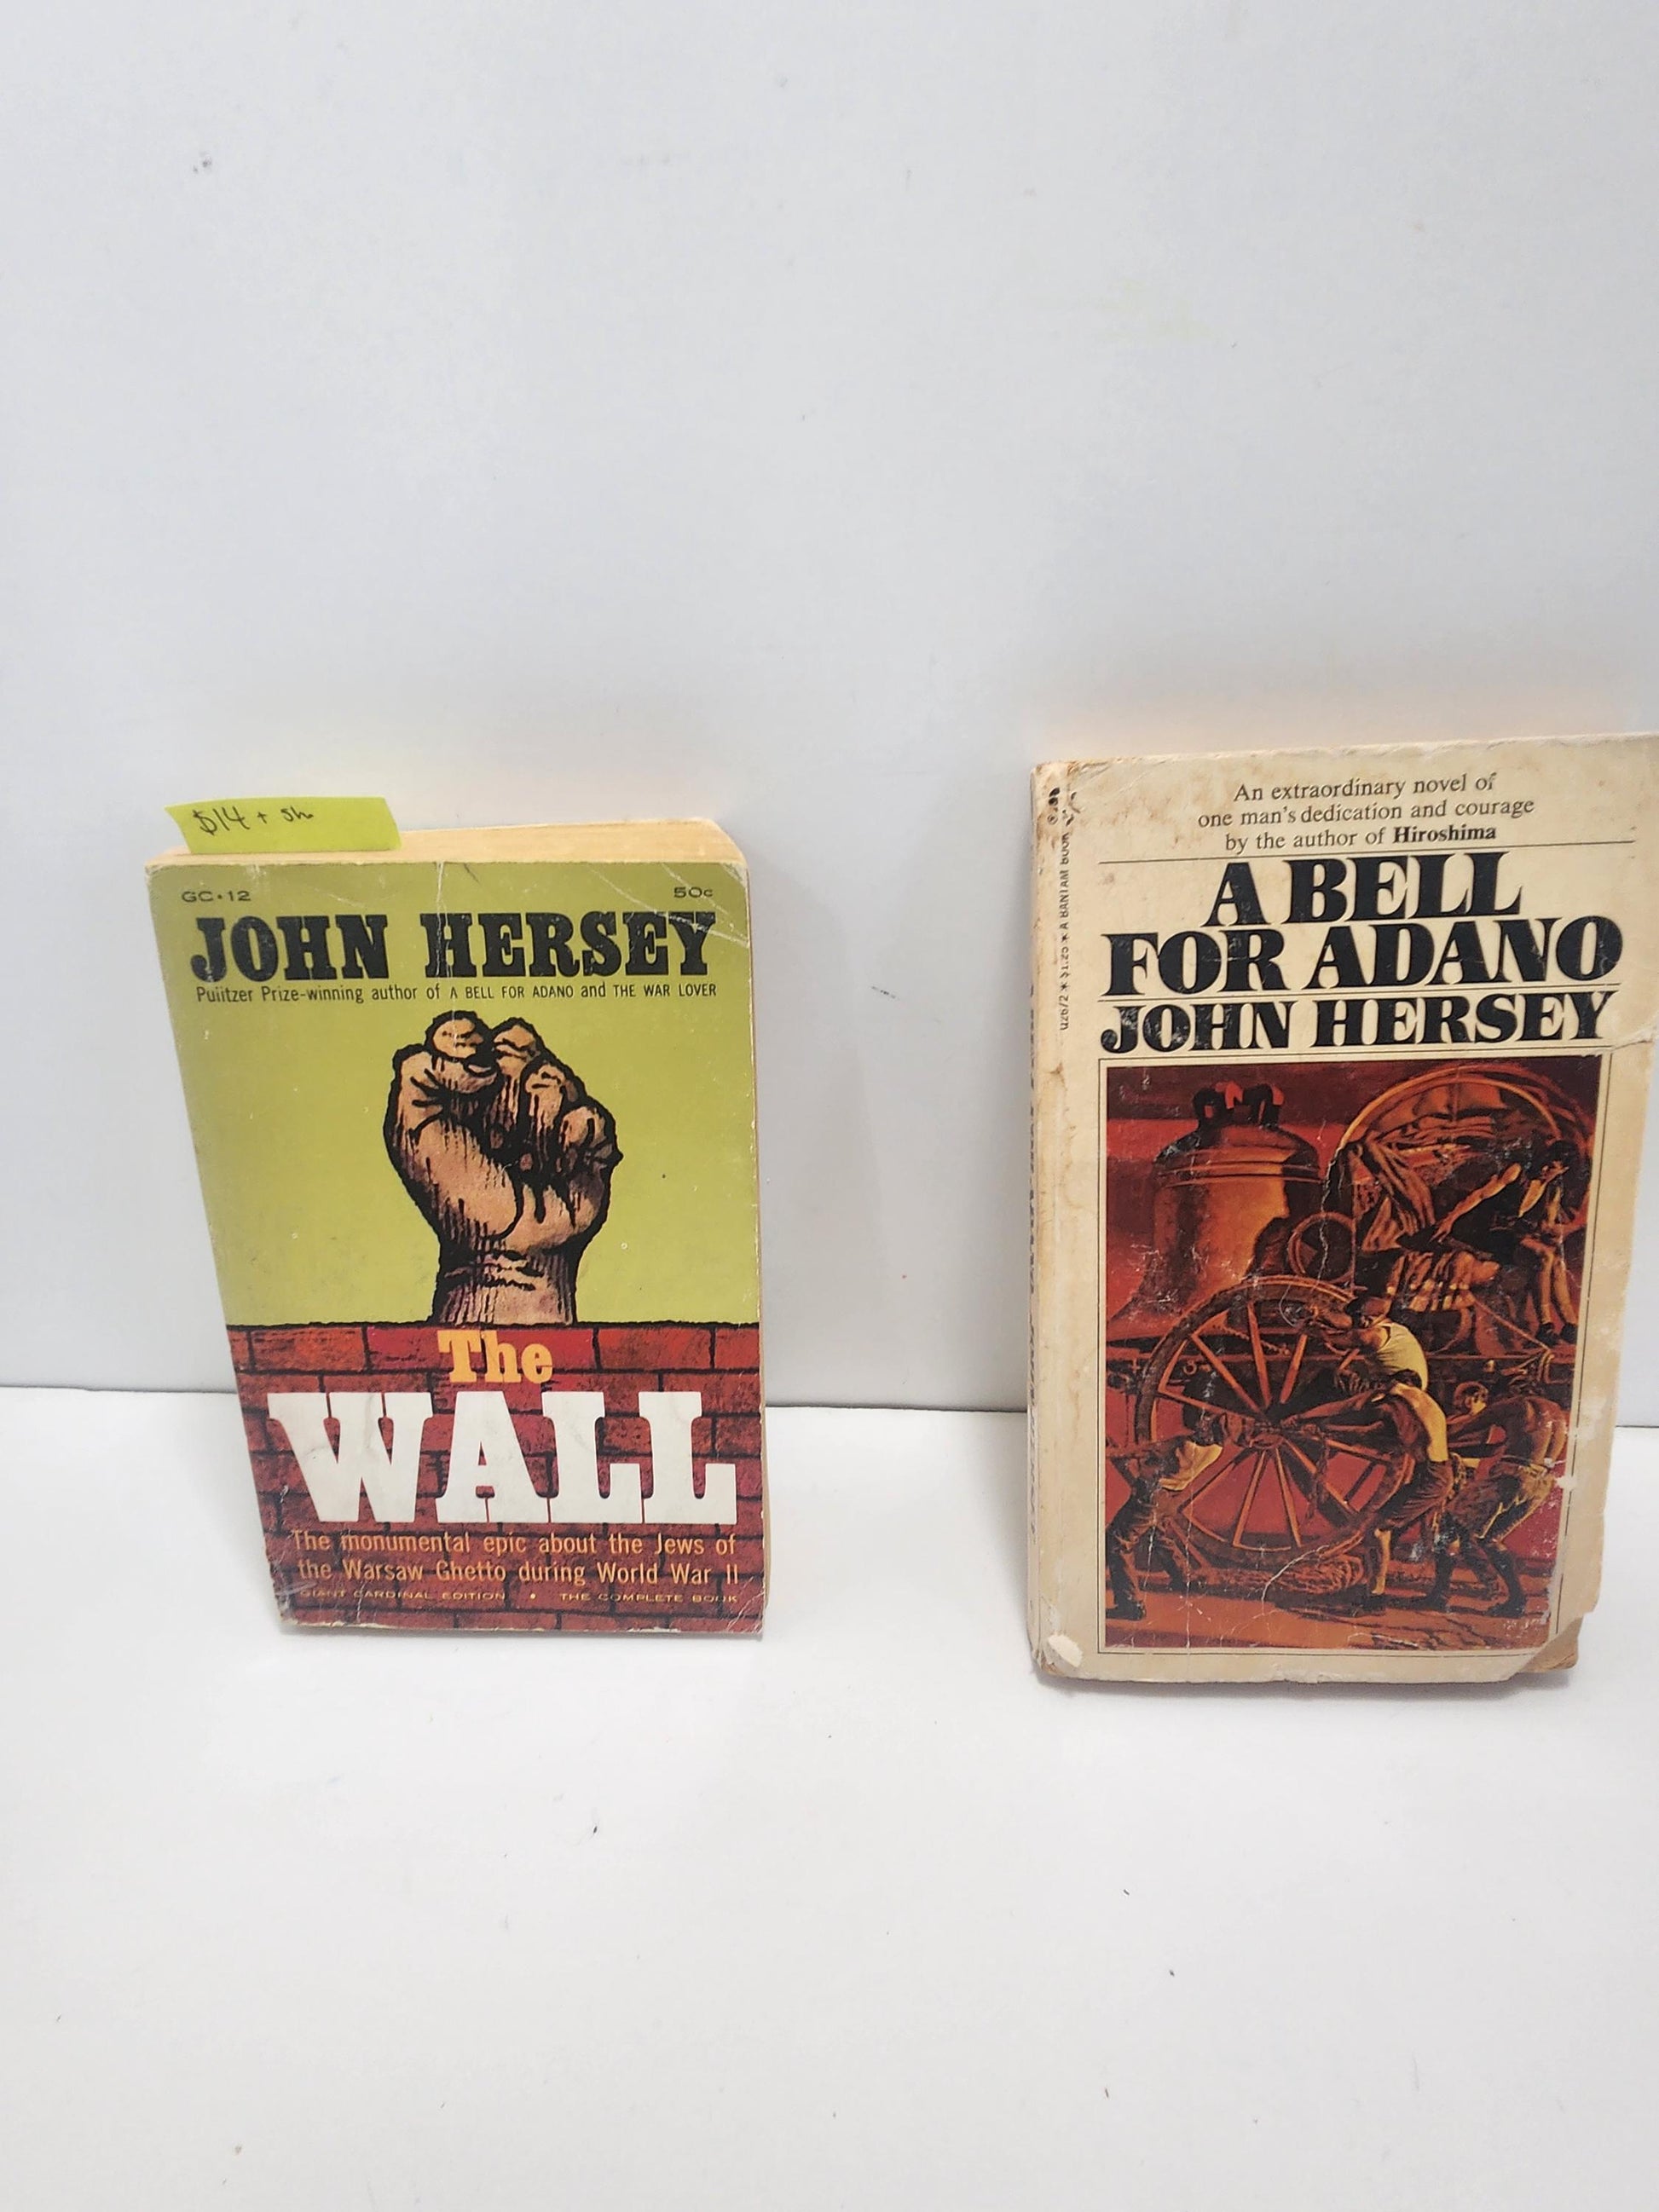 $14 + sh
GC·12 50c
JOHN HERSEY
Pulitzer Prize-winning author of A BELL FOR ADANO and THE WAR LOVER
The
WALL
The monumental epic about the Jews of
the Warsaw Ghetto during World War II
GIANT CARDINAL EDITION • THE COMPLETE BOOK
An extraordinary novel of
one man's dedication and courage
by the author of Hiroshima
A BELL
FOR ADANO
JOHN HERSEY
$1.25 * A BANTAM BOOK